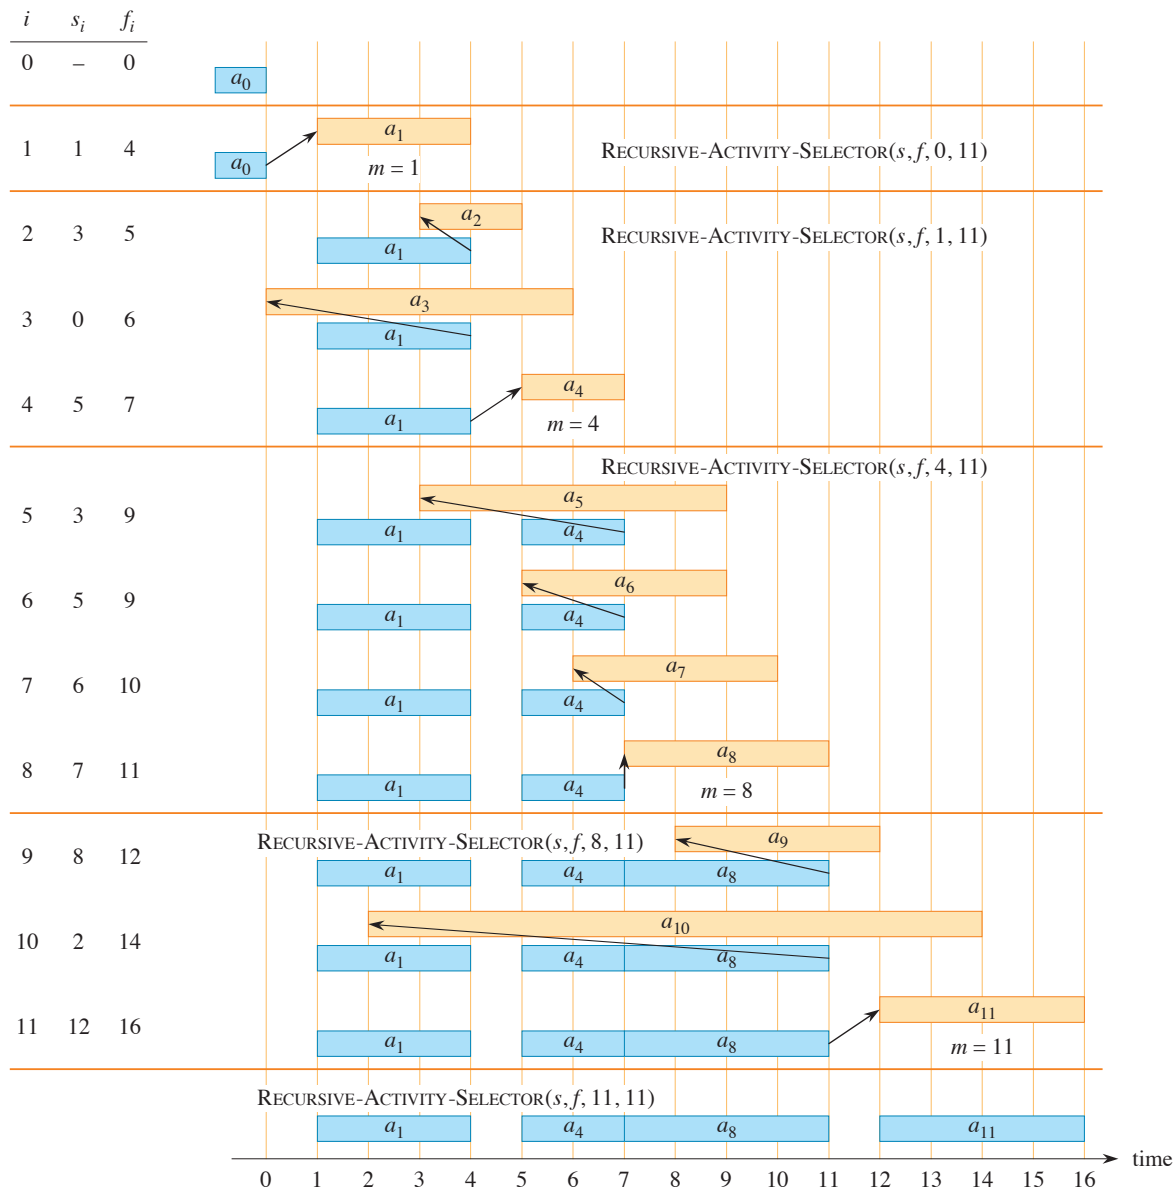 i s_i f_i
0 – 0
a_0
1 1 4
a_1
a_0
m = 1
RECURSIVE-ACTIVITY-SELECTOR(s, f, 0, 11)
2 3 5
a_2
a_1
RECURSIVE-ACTIVITY-SELECTOR(s, f, 1, 11)
3 0 6
a_3
a_1
4 5 7
a_4
a_1
m = 4
RECURSIVE-ACTIVITY-SELECTOR(s, f, 4, 11)
5 3 9
a_5
a_1 a_4
6 5 9
a_6
a_1 a_4
7 6 10
a_7
a_1 a_4
8 7 11
a_8
a_1 a_4
m = 8
RECURSIVE-ACTIVITY-SELECTOR(s, f, 8, 11)
9 8 12
a_9
a_1 a_4 a_8
10 2 14
a_10
a_1 a_4 a_8
11 12 16
a_11
a_1 a_4 a_8
m = 11
RECURSIVE-ACTIVITY-SELECTOR(s, f, 11, 11)
a_1 a_4 a_8 a_11
time
0 1 2 3 4 5 6 7 8 9 10 11 12 13 14 15 16